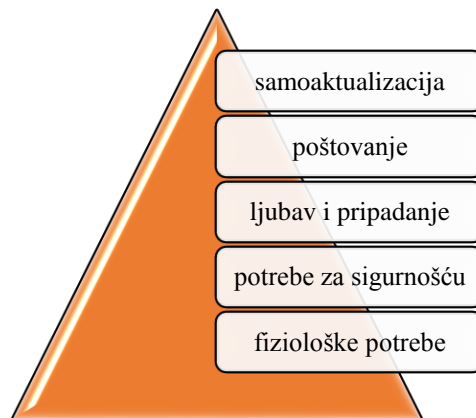 samoaktualizacija
poštovanje
ljubav i pripadanje
potrebe za sigurnošću
fiziološke potrebe